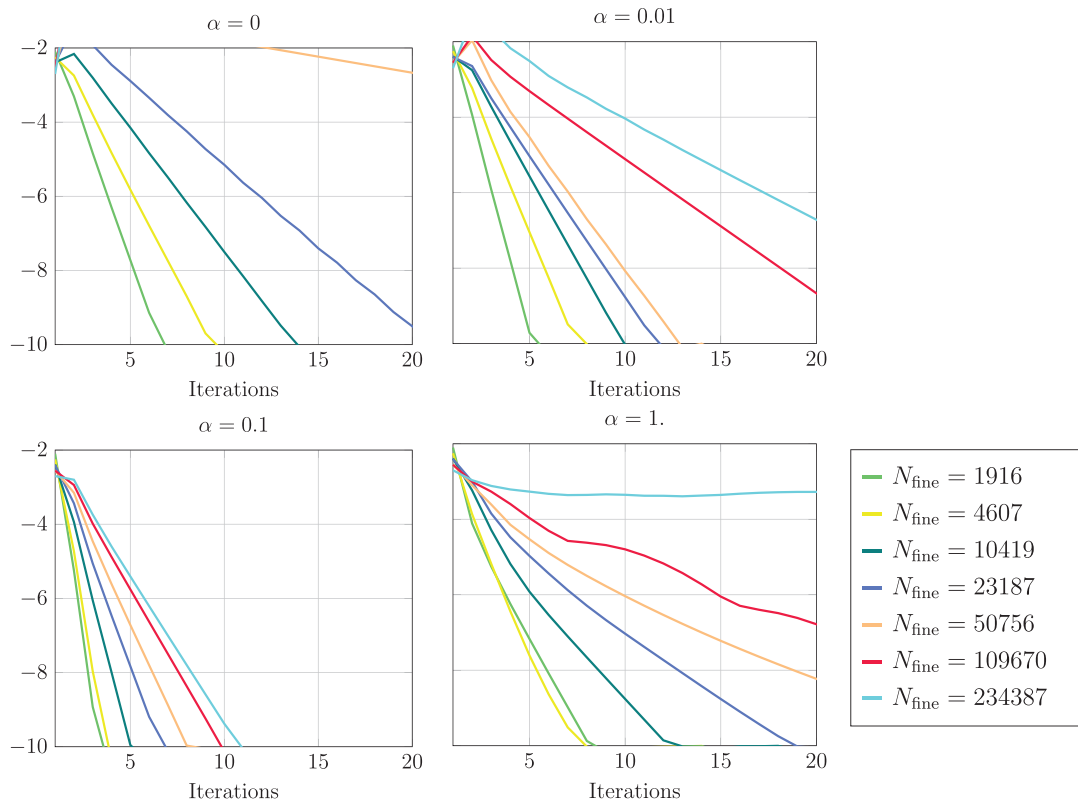 α = 0
−2
−4
−6
−8
−10
5
10
15
20
Iterations
α = 0.01
5
10
15
20
Iterations
α = 0.1
−2
−4
−6
−8
−10
5
10
15
20
Iterations
α = 1.
5
10
15
20
Iterations
N_fine = 1916
N_fine = 4607
N_fine = 10419
N_fine = 23187
N_fine = 50756
N_fine = 109670
N_fine = 234387